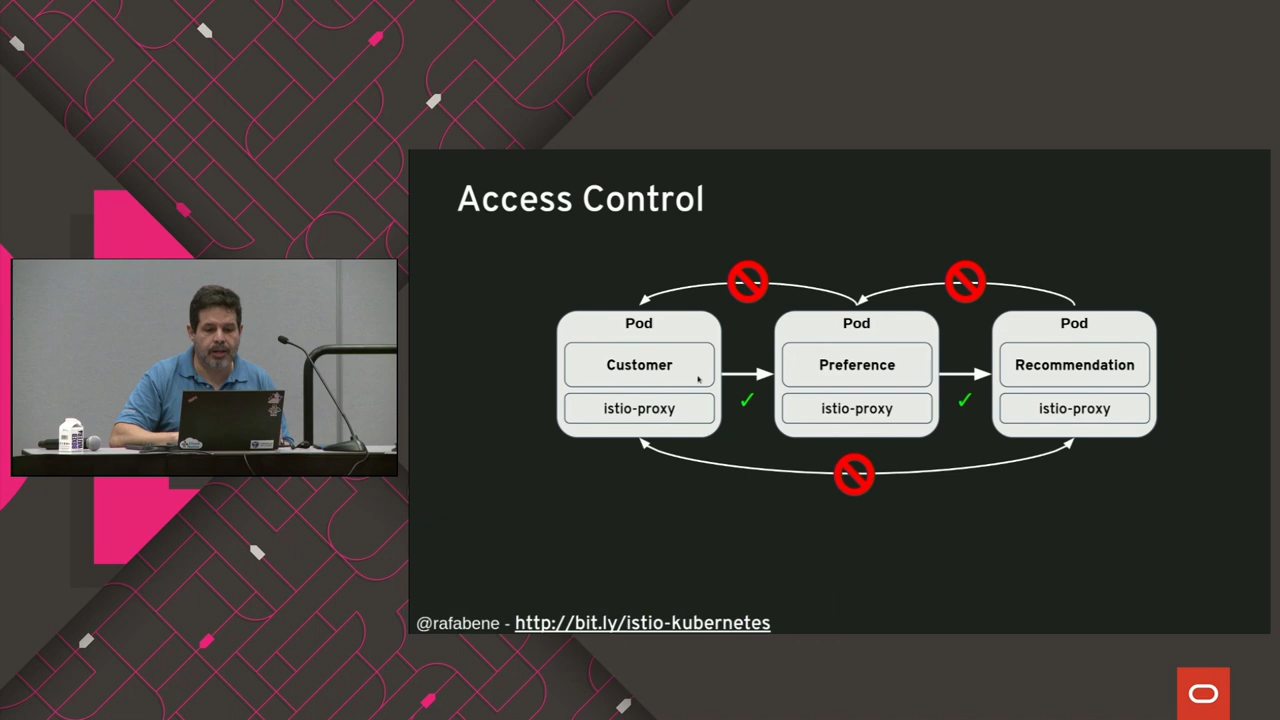 Access Control
Pod
Customer
istio-proxy
Pod
Preference
istio-proxy
Pod
Recommendation
istio-proxy
✓
✓
@rafabene - http://bit.ly/istio-kubernetes